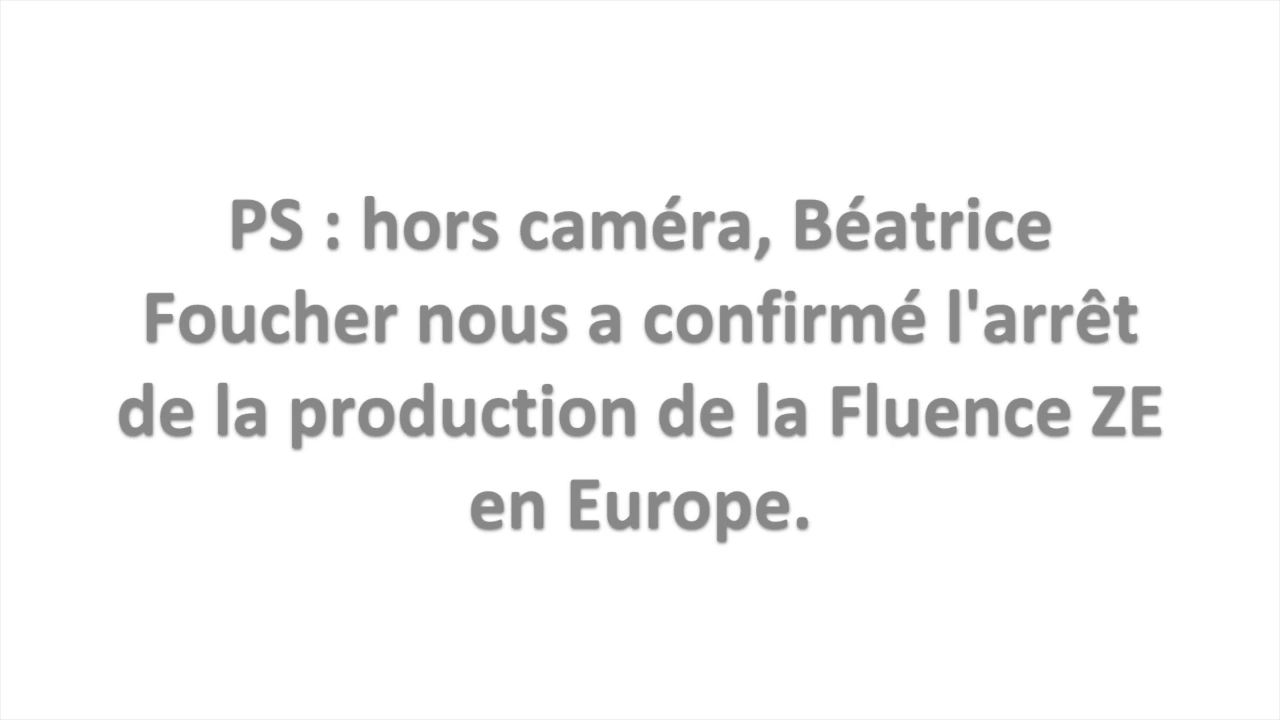 PS : hors caméra, Béatrice
Foucher nous a confirmé l'arrêt
de la production de la Fluence ZE
en Europe.